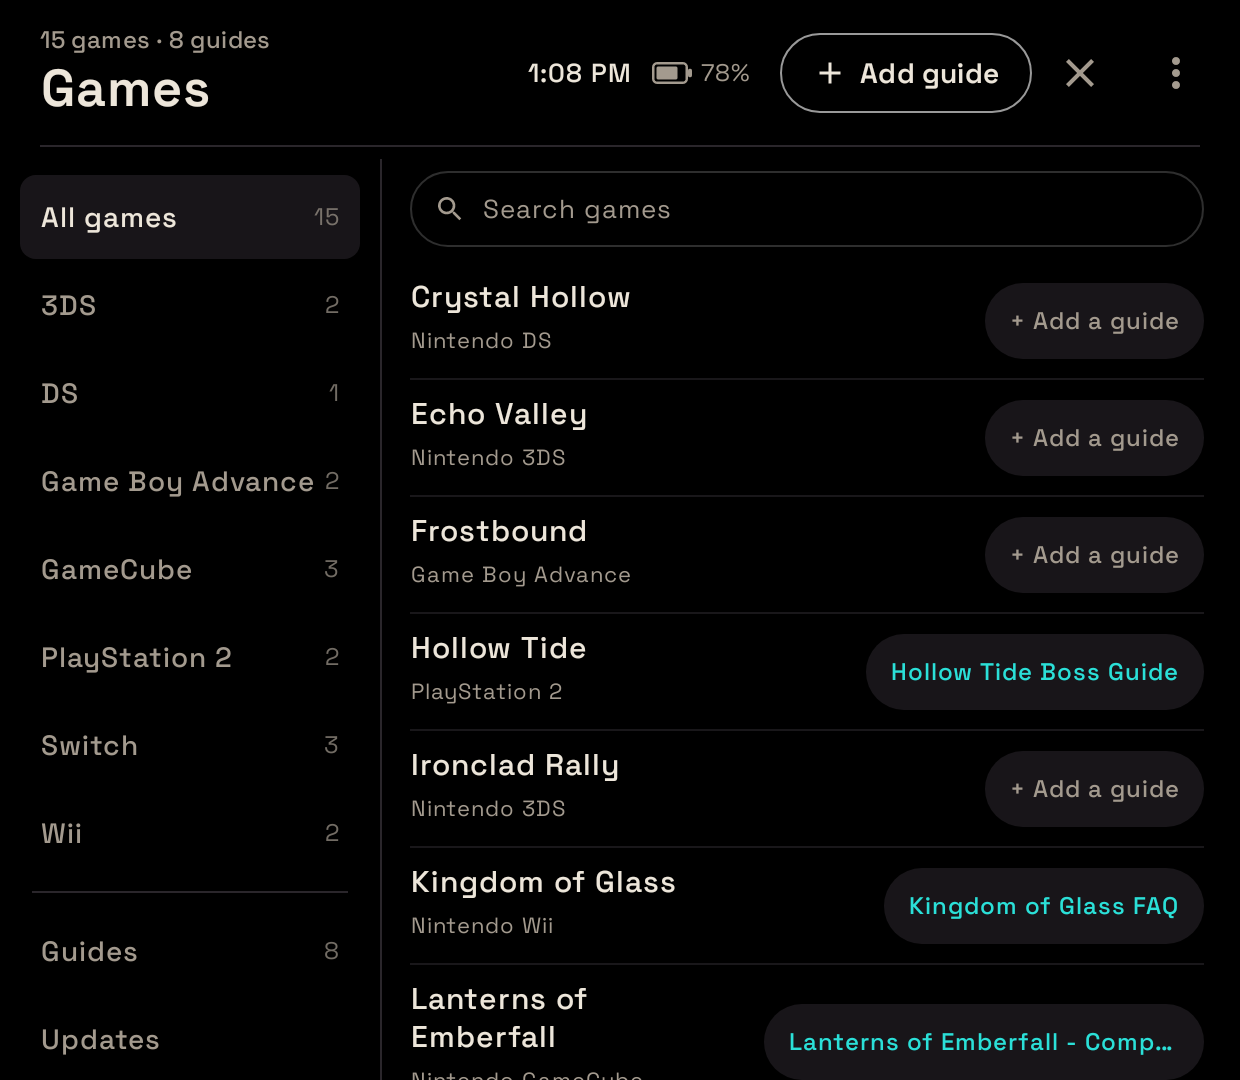 15 games · 8 guides
Games
1:08 PM
78%
+ Add guide
All games 15
3DS 2
DS 1
Game Boy Advance 2
GameCube 3
PlayStation 2 2
Switch 3
Wii 2
Guides 8
Updates
Search games
Crystal Hollow
Nintendo DS
+ Add a guide
Echo Valley
Nintendo 3DS
+ Add a guide
Frostbound
Game Boy Advance
+ Add a guide
Hollow Tide
PlayStation 2
Hollow Tide Boss Guide
Ironclad Rally
Nintendo 3DS
+ Add a guide
Kingdom of Glass
Nintendo Wii
Kingdom of Glass FAQ
Lanterns of
Emberfall
Nintendo GameCube
Lanterns of Emberfall - Comp…